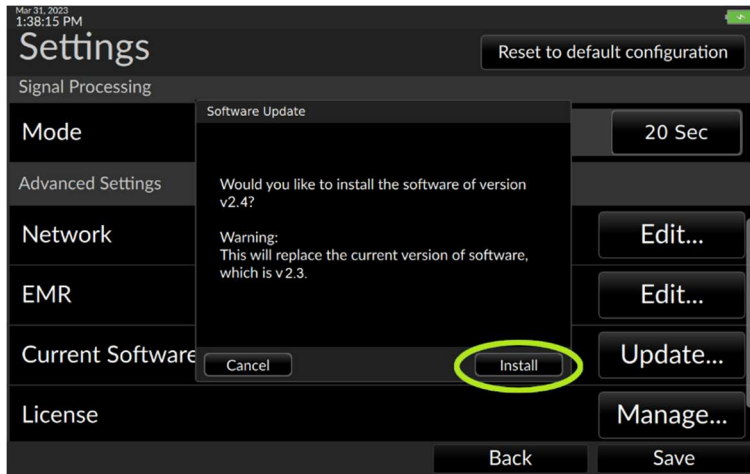 Mar 31, 2023
1:38:15 PM
Settings
Reset to default configuration
Signal Processing
Mode
20 Sec
Advanced Settings
Network
Edit...
EMR
Edit...
Current Software
Update...
License
Manage...
Back
Save
Software Update
Would you like to install the software of version
v2.4?
Warning:
This will replace the current version of software,
which is v2.3.
Cancel
Install